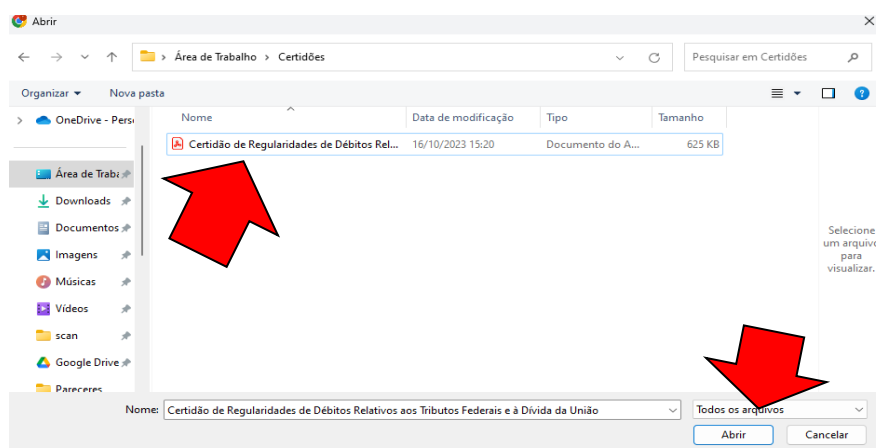 Abrir
Área de Trabalho > Certidões
Pesquisar em Certidões
Organizar
Nova pasta
Nome
Data de modificação
Tipo
Tamanho
OneDrive - Pers
Certidão de Regularidades de Débitos Rel...
16/10/2023 15:20
Documento do A...
625 KB
Área de Traba
Downloads
Documentos
Imagens
Músicas
Vídeos
scan
Google Drive
Pareceres
Selecione
um arquivo
para
visualizar.
Nome: Certidão de Regularidades de Débitos Relativos aos Tributos Federais e à Dívida da União
Todos os arquivos
Abrir
Cancelar